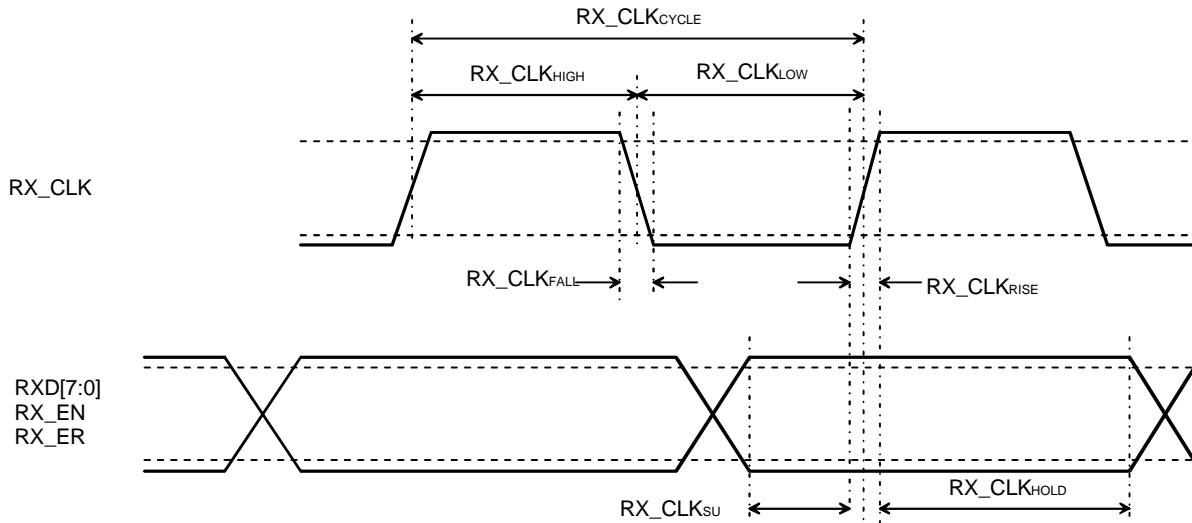 RX_CLKCYCLE
RX_CLKHIGH
RX_CLKLOW
RX_CLK
RX_CLKFALL
RX_CLKRISE
RXD[7:0]
RX_EN
RX_ER
RX_CLKSU
RX_CLKHOLD